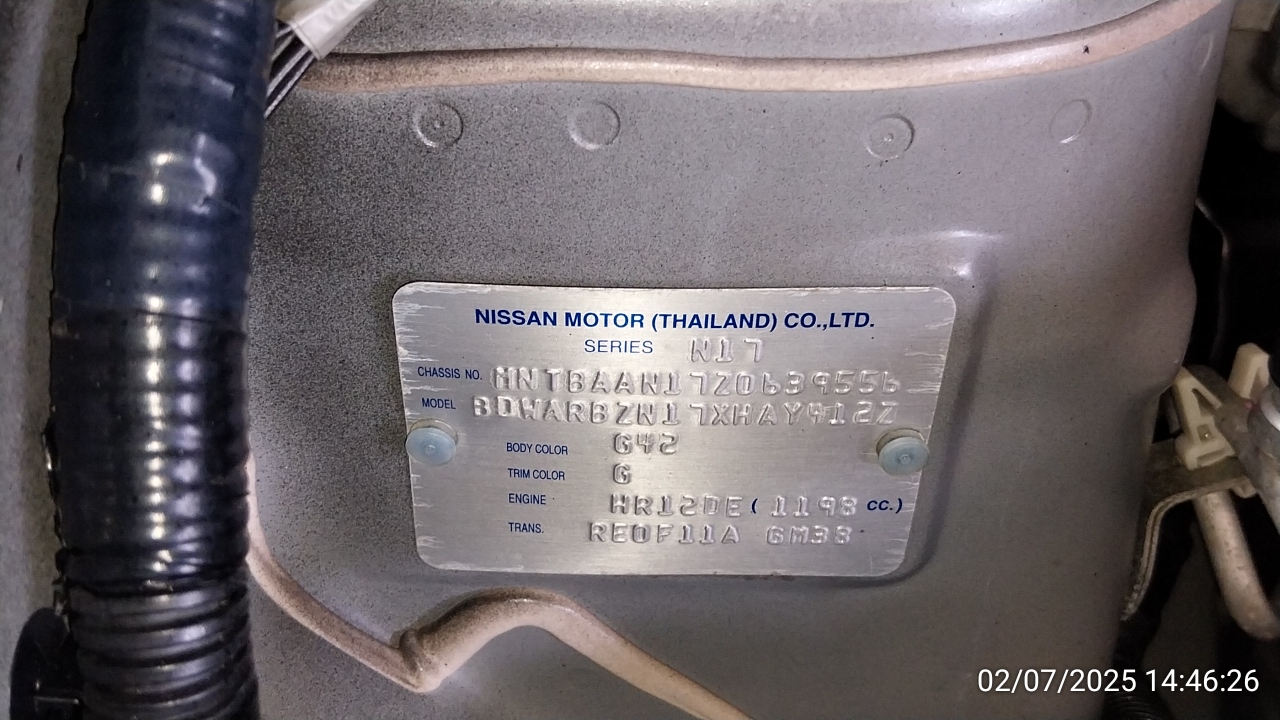 NISSAN MOTOR (THAILAND) CO.,LTD.
SERIES N17
CHASSIS NO. MNTBAAN17Z0639556
MODEL BDWARBZN17XHAY412Z
BODY COLOR G42
TRIM COLOR G
ENGINE HR12DE ( 1198 CC.)
TRANS. RE0F11A GM38
02/07/2025 14:46:26